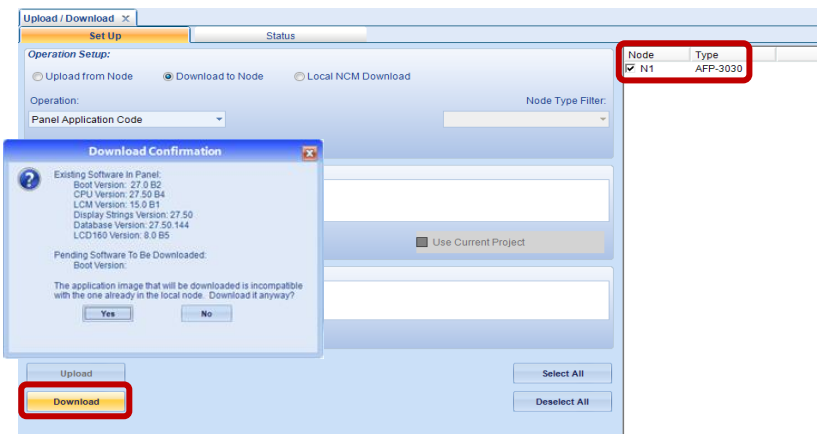 Upload / Download x
Set Up Status
Operation Setup:
Upload from Node Download to Node Local NCM Download
Operation: Node Type Filter:
Panel Application Code
Node Type
N1 AFP-3030
Download Confirmation
Existing Software In Panel:
Boot Version: 27.0 B2
CPU Version: 27.50 B4
LCM Version: 15.0 B1
Display Strings Version: 27.50
Database Version: 27.50.144
LCD160 Version: 8.0 B5
Pending Software To Be Downloaded:
Boot Version:
The application image that will be downloaded is incompatible
with the one already in the local node. Download it anyway?
Yes No
Use Current Project
Upload Select All
Download Deselect All